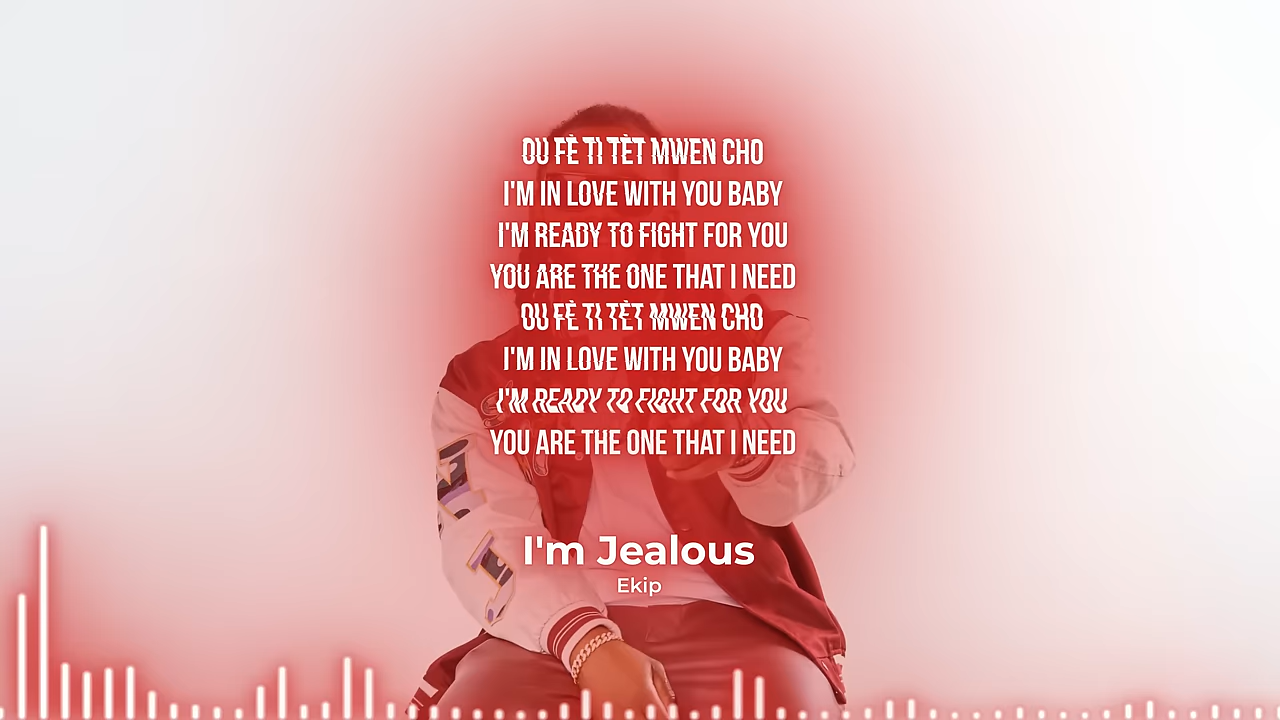 OU FÈ TI TÈT MWEN CHO
I'M IN LOVE WITH YOU BABY
I'M READY TO FIGHT FOR YOU
YOU ARE THE ONE THAT I NEED
OU FÈ TI TÈT MWEN CHO
I'M IN LOVE WITH YOU BABY
I'M READY TO FIGHT FOR YOU
YOU ARE THE ONE THAT I NEED
I'm Jealous
Ekip